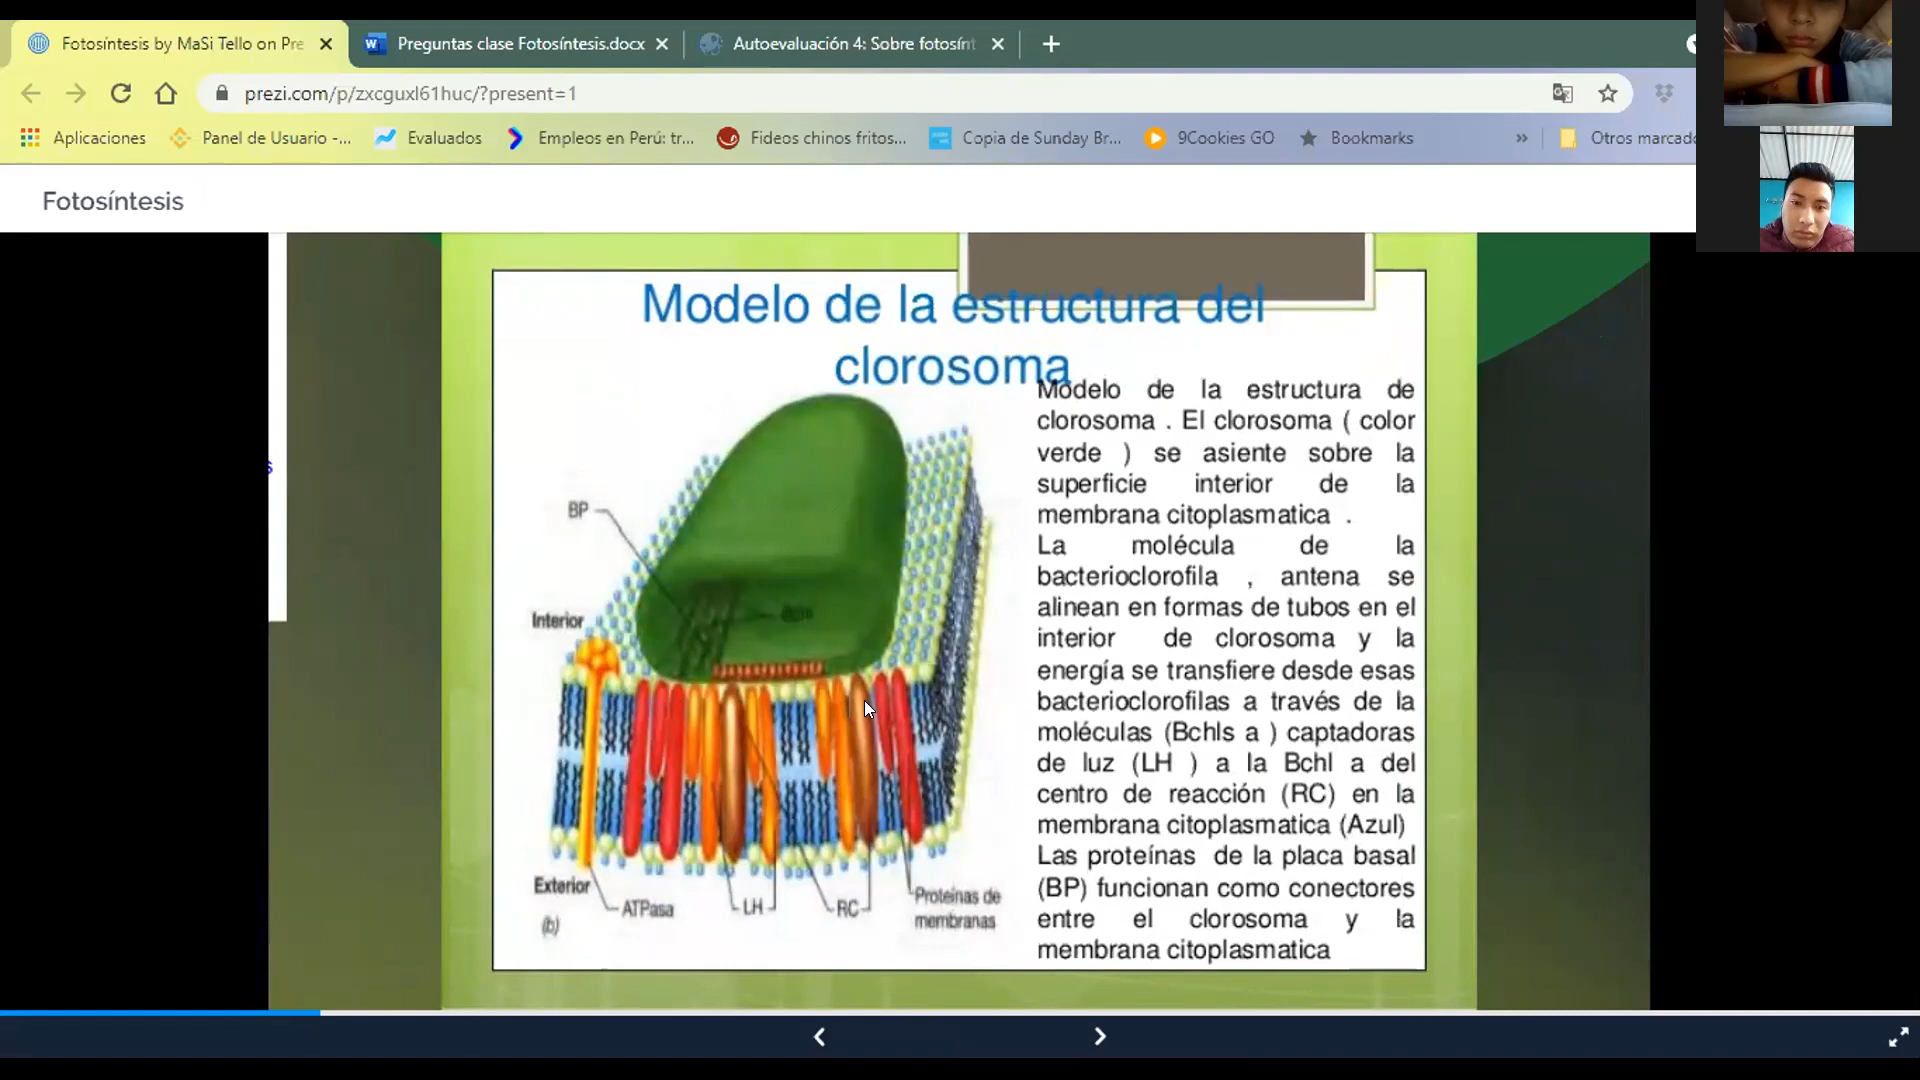 Fotosíntesis by MaSi Tello on Pre
Preguntas clase Fotosíntesis.docx
Autoevaluación 4: Sobre fotosínt
prezi.com/p/zxcguxl61huc/?present=1
Aplicaciones
Panel de Usuario -...
Evaluados
Empleos en Perú: tr...
Fideos chinos fritos...
Copia de Sunday Br...
9Cookies GO
Bookmarks
»
Otros marcado
Fotosíntesis
Modelo de la estructura del
clorosoma
Modelo de la estructura de
clorosoma . El clorosoma ( color
verde ) se asiente sobre la
superficie interior de la
membrana citoplasmatica .
La molécula de la
bacterioclorofila , antena se
alinean en formas de tubos en el
interior de clorosoma y la
energía se transfiere desde esas
bacterioclorofilas a través de la
moléculas (Bchls a ) captadoras
de luz (LH ) a la Bchl a del
centro de reacción (RC) en la
membrana citoplasmatica (Azul)
Las proteínas de la placa basal
(BP) funcionan como conectores
entre el clorosoma y la
membrana citoplasmatica
BP
Interior
Exterior
ATPasa
LH
RC
Proteínas de
membranas
(b)
s